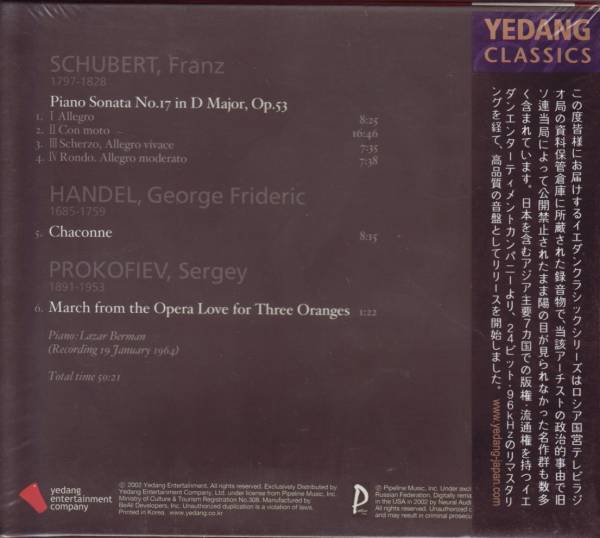 SCHUBERT, Franz
1797-1828
Piano Sonata No.17 in D Major, Op.53
1. I Allegro 8:25
2. II Con moto 16:46
3. III Scherzo, Allegro vivace 7:35
4. IV Rondo. Allegro moderato 7:38
HANDEL, George Frideric
1685-1759
5. Chaconne 8:15
PROKOFIEV, Sergey
1891-1953
6. March from the Opera Love for Three Oranges 1:22
Piano: Lazar Berman
(Recording 19 January 1964)
Total time 50:21
yedang
entertainment
company
℗ 2002 Yedang Entertainment. All rights reserved. Exclusively Distributed by
Yedang Entertainment Company, Ltd. under license from Pipeline Music, Inc.
Ministry of Culture & Tourism Registration No.308. Manufactured by
BeAll Developers, Inc. Unauthorized duplication is a violation of laws.
Printed in Korea. www.yedang.co.kr
P
℗ Pipeline Music, Inc. Under
Russian Federation. Digitally
in the USA in 2002 by Neural
Inc. Unauthorized
and may result in criminal
YEDANG
CLASSICS
この度皆様にお届けするイエダンクラシックシリーズはロシア国営テレビラジ
オ局の資料保管倉庫に所蔵された録音物で、当該アーチストの政治的事由で旧
ソ連当局によって公開禁止されたまま陽の目が見られなかった名作群も数多
く含まれています。日本を含むアジア主要7カ国での版権・流通権を持つイエ
ダンエンターティメントカンパニーより、24ビット・96kHzのリマスタリ
ングを経て、高品質の音盤としてリリースを開始しました。www.yedang-japan.com